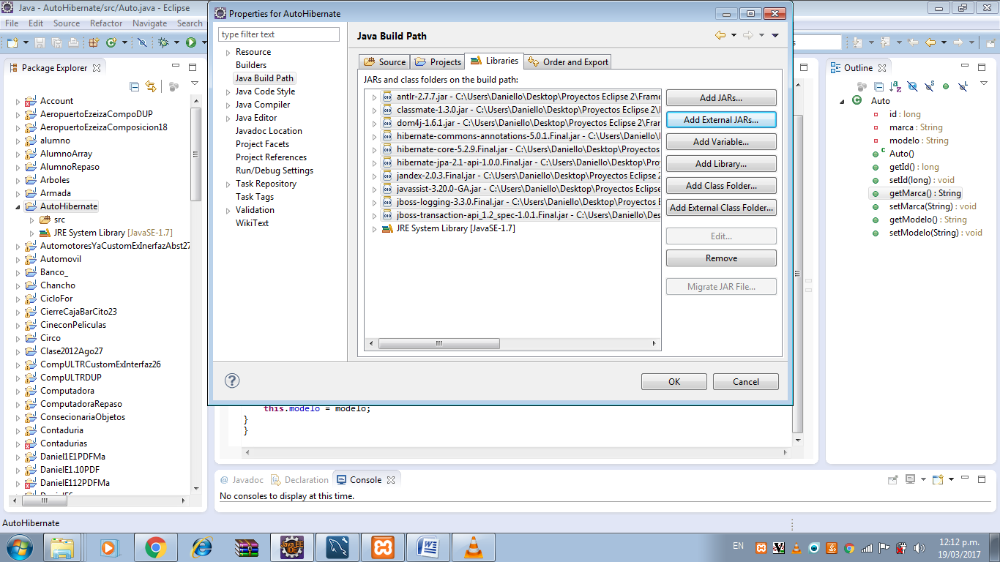 Java - AutoHibernate/src/Auto.java - Eclipse
File Edit Source Refactor Navigate Search
Package Explorer
Account
AeropuertoEzeizaCompoDUP
AeropuertoEzeizaComposicion18
alumno
AlumnoArray
AlumnoRepaso
Arboles
Armada
AutoHibernate
src
JRE System Library [JavaSE-1.7]
AutomotoresYaCustomExInerfazAbst27
Automovil
Banco_
Chancho
CicloFor
CierreCajaBarCito23
CineconPeliculas
Circo
Clase2012Ago27
CompULTRCustomExInterfaz26
CompULTRDUP
Computadora
ComputadoraRepaso
ConsecionariaObjetos
Contaduria
Contadurias
Daniel1E1PDFMa
DanielE1.10PDF
DanielE112PDFMa
Properties for AutoHibernate
type filter text
Resource
Builders
Java Build Path
Java Code Style
Java Compiler
Java Editor
Javadoc Location
Project Facets
Project References
Run/Debug Settings
Task Repository
Task Tags
Validation
WikiText
Java Build Path
Source Projects Libraries Order and Export
JARs and class folders on the build path:
antlr-2.7.7.jar - C:\Users\Daniello\Desktop\Proyectos Eclipse 2\Frame
classmate-1.3.0.jar - C:\Users\Daniello\Desktop\Proyectos Eclipse 2\
dom4j-1.6.1.jar - C:\Users\Daniello\Desktop\Proyectos Eclipse 2\Fra
hibernate-commons-annotations-5.0.1.Final.jar - C:\Users\Daniello\
hibernate-core-5.2.9.Final.jar - C:\Users\Daniello\Desktop\Proyectos
hibernate-jpa-2.1-api-1.0.0.Final.jar - C:\Users\Daniello\Desktop\Pro
jandex-2.0.3.Final.jar - C:\Users\Daniello\Desktop\Proyectos Eclipse 2
javassist-3.20.0-GA.jar - C:\Users\Daniello\Desktop\Proyectos Eclipse
jboss-logging-3.3.0.Final.jar - C:\Users\Daniello\Desktop\Proyectos E
jboss-transaction-api_1.2_spec-1.0.1.Final.jar - C:\Users\Daniello\Des
JRE System Library [JavaSE-1.7]
Add JARs...
Add External JARs...
Add Variable...
Add Library...
Add Class Folder...
Add External Class Folder...
Edit...
Remove
Migrate JAR File...
OK Cancel
this.modelo = modelo;
}
}
Javadoc Declaration Console
No consoles to display at this time.
Outline
Auto
id : long
marca : String
modelo : String
Auto()
getId() : long
setId(long) : void
getMarca() : String
setMarca(String) : void
getModelo() : String
setModelo(String) : void
AutoHibernate
Java EE
IDE
EN
12:12 p.m.
19/03/2017